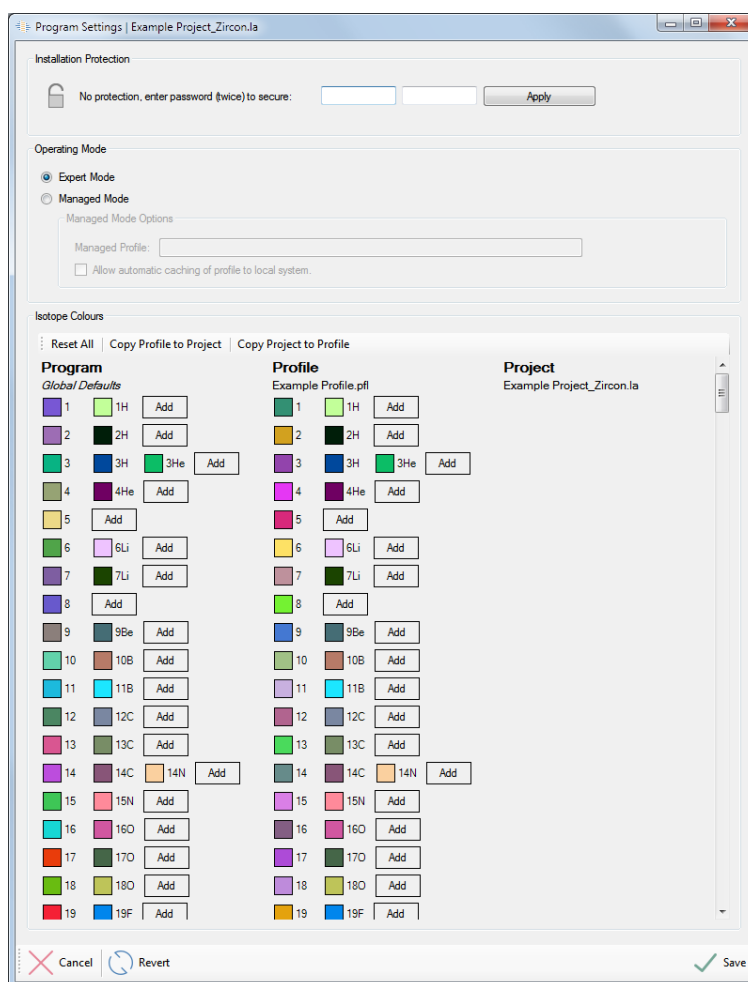 Program Settings | Example Project_Zircon.la
Installation Protection
No protection, enter password (twice) to secure:
Apply
Operating Mode
Expert Mode
Managed Mode
Managed Mode Options
Managed Profile:
Allow automatic caching of profile to local system.
Isotope Colours
Reset All | Copy Profile to Project | Copy Project to Profile
Program Profile Project
Global Defaults Example Profile.pfl Example Project_Zircon.la
1 1H Add 1 1H Add
2 2H Add 2 2H Add
3 3H 3He Add 3 3H 3He Add
4 4He Add 4 4He Add
5 Add 5 Add
6 6Li Add 6 6Li Add
7 7Li Add 7 7Li Add
8 Add 8 Add
9 9Be Add 9 9Be Add
10 10B Add 10 10B Add
11 11B Add 11 11B Add
12 12C Add 12 12C Add
13 13C Add 13 13C Add
14 14C 14N Add 14 14C 14N Add
15 15N Add 15 15N Add
16 16O Add 16 16O Add
17 17O Add 17 17O Add
18 18O Add 18 18O Add
19 19F Add 19 19F Add
Cancel Revert Save